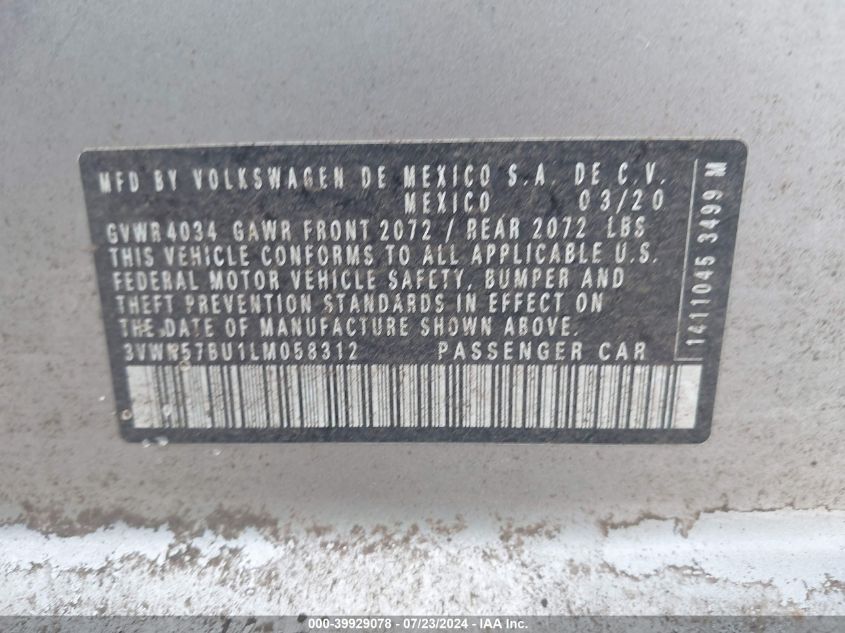 MFD BY VOLKSWAGEN DE MEXICO S.A. DE C.V.
MEXICO 03/20
GVWR 4034 GAWR FRONT 2072 / REAR 2072 LBS
THIS VEHICLE CONFORMS TO ALL APPLICABLE U.S.
FEDERAL MOTOR VEHICLE SAFETY, BUMPER AND
THEFT PREVENTION STANDARDS IN EFFECT ON
THE DATE OF MANUFACTURE SHOWN ABOVE.
3VWN57BU1LM058312 PASSENGER CAR
1411045 3499 M
000-39929078 - 07/23/2024 - IAA Inc.